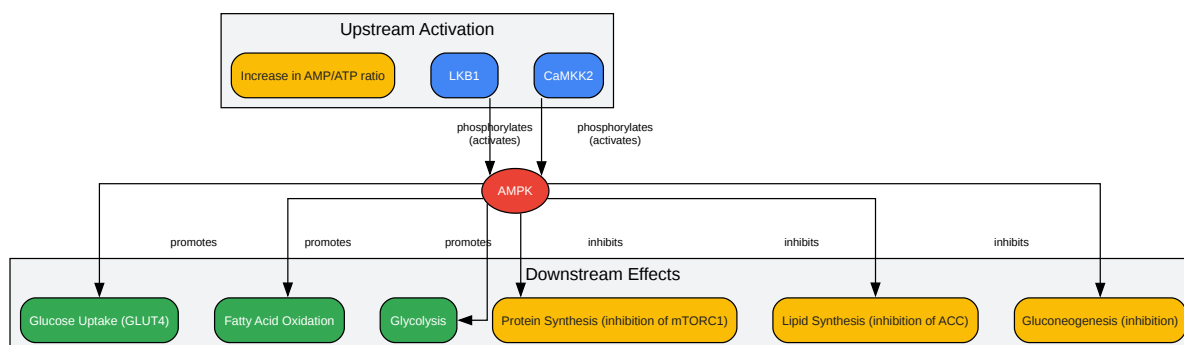 Upstream Activation
Increase in AMP/ATP ratio
LKB1
CaMKK2
phosphorylates
(activates)
phosphorylates
(activates)
AMPK
promotes
promotes
promotes
inhibits
inhibits
inhibits
Downstream Effects
Glucose Uptake (GLUT4)
Fatty Acid Oxidation
Glycolysis
Protein Synthesis (inhibition of mTORC1)
Lipid Synthesis (inhibition of ACC)
Gluconeogenesis (inhibition)